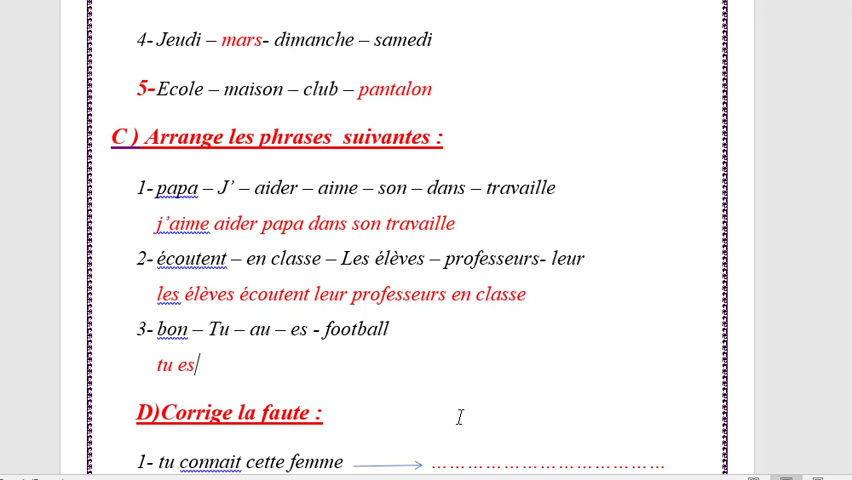 4- Jeudi – mars- dimanche – samedi
5-Ecole – maison – club – pantalon
C ) Arrange les phrases suivantes :
1- papa – J’ – aider – aime – son – dans – travaille
j’aime aider papa dans son travaille
2- écoutent – en classe – Les élèves – professeurs- leur
les élèves écoutent leur professeurs en classe
3- bon – Tu – au – es - football
tu es
D)Corrige la faute :
1- tu connait cette femme ……………………………………